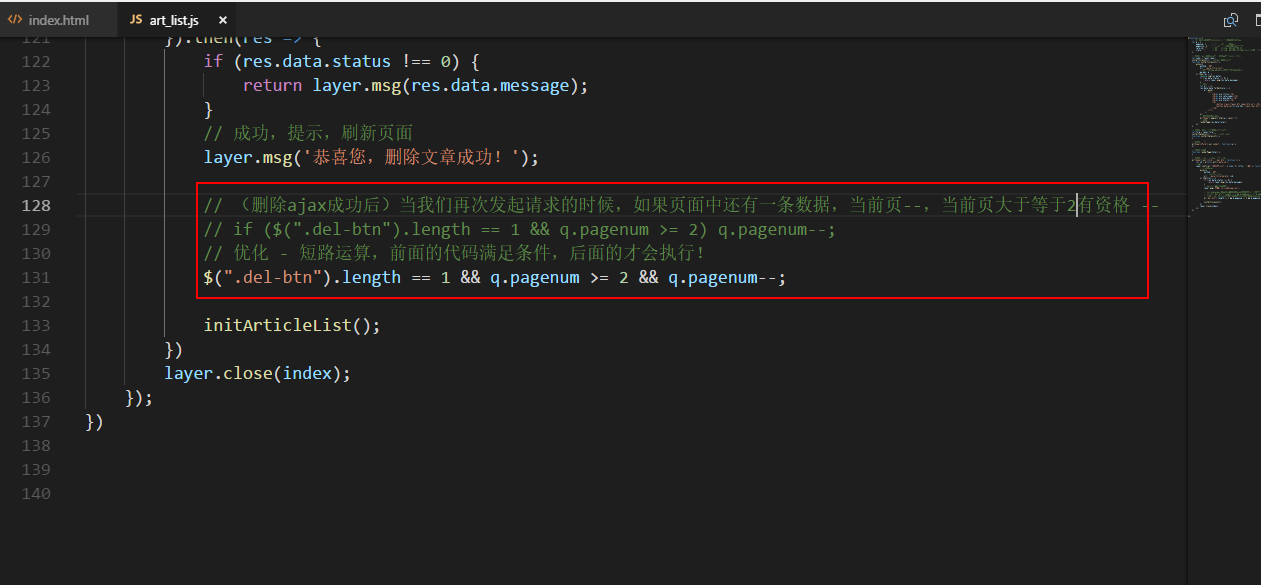 index.html JS art_list.js ×
121 }).then(res => {
122 if (res.data.status !== 0) {
123 return layer.msg(res.data.message);
124 }
125 // 成功，提示，刷新页面
126 layer.msg('恭喜您，删除文章成功！');
127
128 // （删除ajax成功后）当我们再次发起请求的时候，如果页面中还有一条数据，当前页--，当前页大于等于2有资格 --
129 // if ($(".del-btn").length == 1 && q.pagenum >= 2) q.pagenum--;
130 // 优化 - 短路运算，前面的代码满足条件，后面的才会执行！
131 $(".del-btn").length == 1 && q.pagenum >= 2 && q.pagenum--;
132
133 initArticleList();
134 })
135 layer.close(index);
136 });
137 })
138
139
140